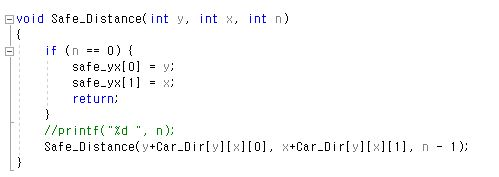 void Safe_Distance(int y, int x, int n)
{
if (n == 0) {
safe_yx[0] = y;
safe_yx[1] = x;
return;
}
//printf("%d ", n);
Safe_Distance(y+Car_Dir[y][x][0], x+Car_Dir[y][x][1], n - 1);
}